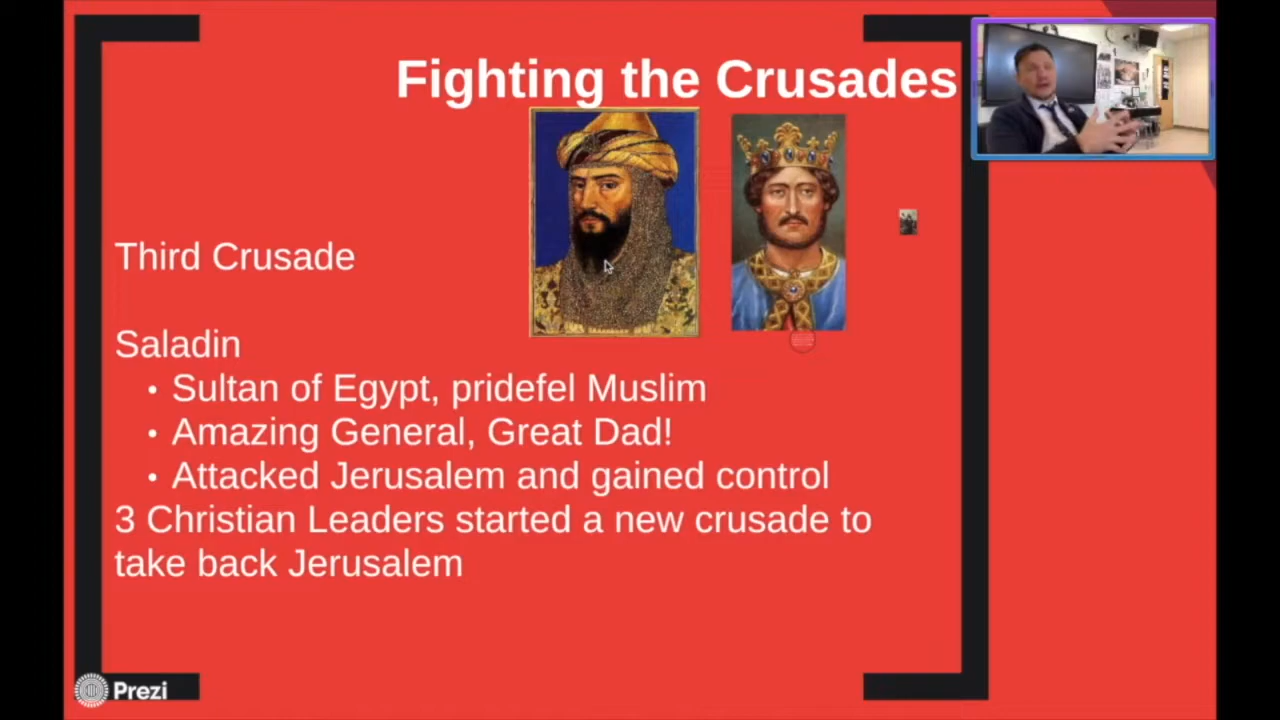 Fighting the Crusades
Third Crusade
Saladin
• Sultan of Egypt, pridefel Muslim
• Amazing General, Great Dad!
• Attacked Jerusalem and gained control
3 Christian Leaders started a new crusade to
take back Jerusalem
Prezi